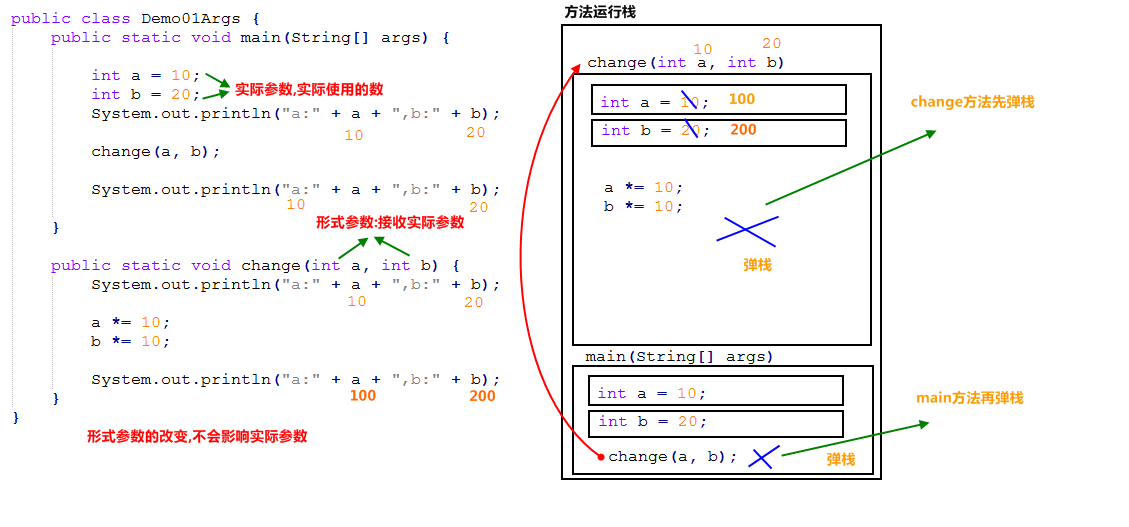 public class Demo01Args {
public static void main(String[] args) {
int a = 10;
int b = 20;
实际参数,实际使用的数
System.out.println("a:" + a + ",b:" + b);
10
20
change(a, b);
System.out.println("a:" + a + ",b:" + b);
10
20
}
形式参数:接收实际参数
public static void change(int a, int b) {
System.out.println("a:" + a + ",b:" + b);
10
20
a *= 10;
b *= 10;
System.out.println("a:" + a + ",b:" + b);
100
200
}
}
形式参数的改变,不会影响实际参数
方法运行栈
10
20
change(int a, int b)
int a = 10; 100
int b = 20; 200
a *= 10;
b *= 10;
弹栈
change方法先弹栈
main(String[] args)
int a = 10;
int b = 20;
change(a, b);
弹栈
main方法再弹栈